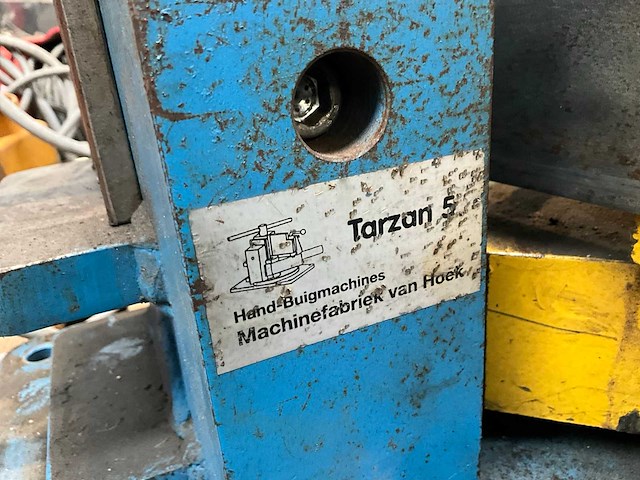 Tarzan 5
Hand-Buigmachines
Machinefabriek van Hoek